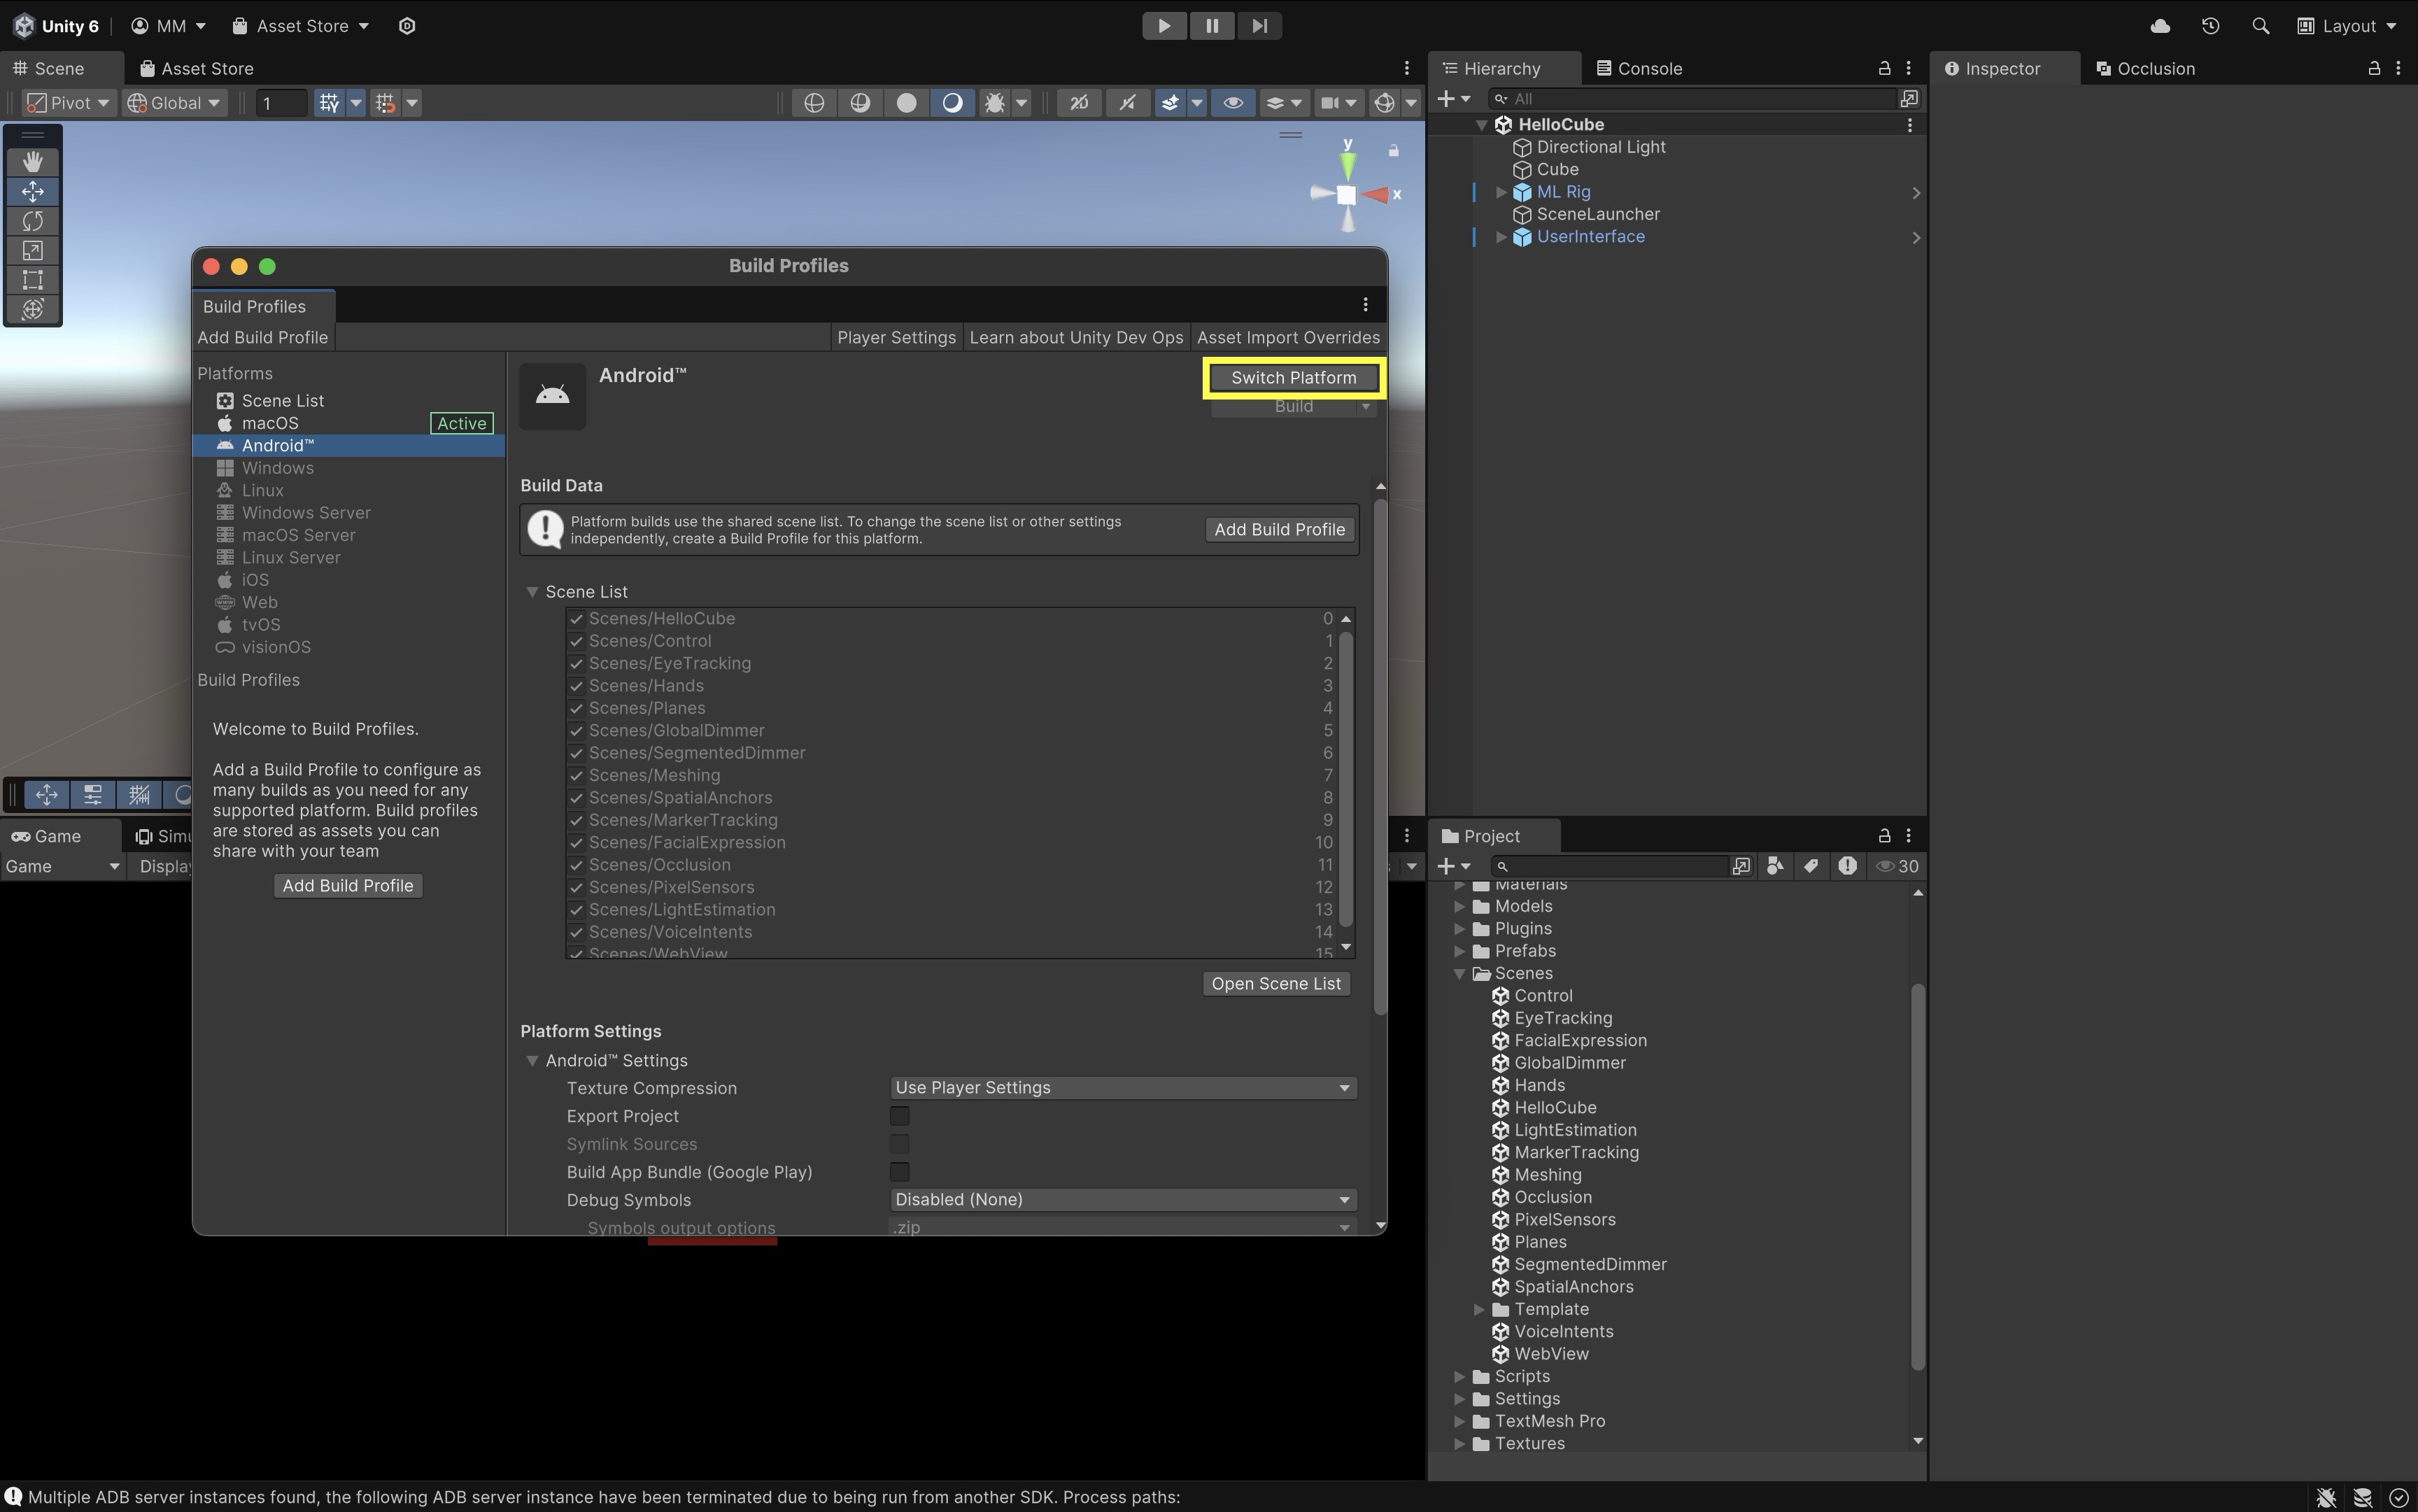 Unity 6
MM
Asset Store
Layout
Scene
Asset Store
Pivot
Global
1
2D
y
x
Hierarchy
Console
All
HelloCube
Directional Light
Cube
ML Rig
SceneLauncher
UserInterface
Inspector
Occlusion
Build Profiles
Build Profiles
Add Build Profile
Player Settings
Learn about Unity Dev Ops
Asset Import Overrides
Platforms
Scene List
macOS
Active
Android™
Windows
Linux
Windows Server
macOS Server
Linux Server
iOS
Web
tvOS
visionOS
Build Profiles
Welcome to Build Profiles.
Add a Build Profile to configure as
many builds as you need for any
supported platform. Build profiles
are stored as assets you can
share with your team
Add Build Profile
Android™
Switch Platform
Build
Build Data
Platform builds use the shared scene list. To change the scene list or other settings
independently, create a Build Profile for this platform.
Add Build Profile
Scene List
Scenes/HelloCube 0
Scenes/Control 1
Scenes/EyeTracking 2
Scenes/Hands 3
Scenes/Planes 4
Scenes/GlobalDimmer 5
Scenes/SegmentedDimmer 6
Scenes/Meshing 7
Scenes/SpatialAnchors 8
Scenes/MarkerTracking 9
Scenes/FacialExpression 10
Scenes/Occlusion 11
Scenes/PixelSensors 12
Scenes/LightEstimation 13
Scenes/VoiceIntents 14
Scenes/WebView 15
Open Scene List
Platform Settings
Android™ Settings
Texture Compression Use Player Settings
Export Project
Symlink Sources
Build App Bundle (Google Play)
Debug Symbols Disabled (None)
Symbols output options .zip
Game
Simu
Game
Display
Project
30
Materials
Models
Plugins
Prefabs
Scenes
Control
EyeTracking
FacialExpression
GlobalDimmer
Hands
HelloCube
LightEstimation
MarkerTracking
Meshing
Occlusion
PixelSensors
Planes
SegmentedDimmer
SpatialAnchors
Template
VoiceIntents
WebView
Scripts
Settings
TextMesh Pro
Textures
Multiple ADB server instances found, the following ADB server instance have been terminated due to being run from another SDK. Process paths: